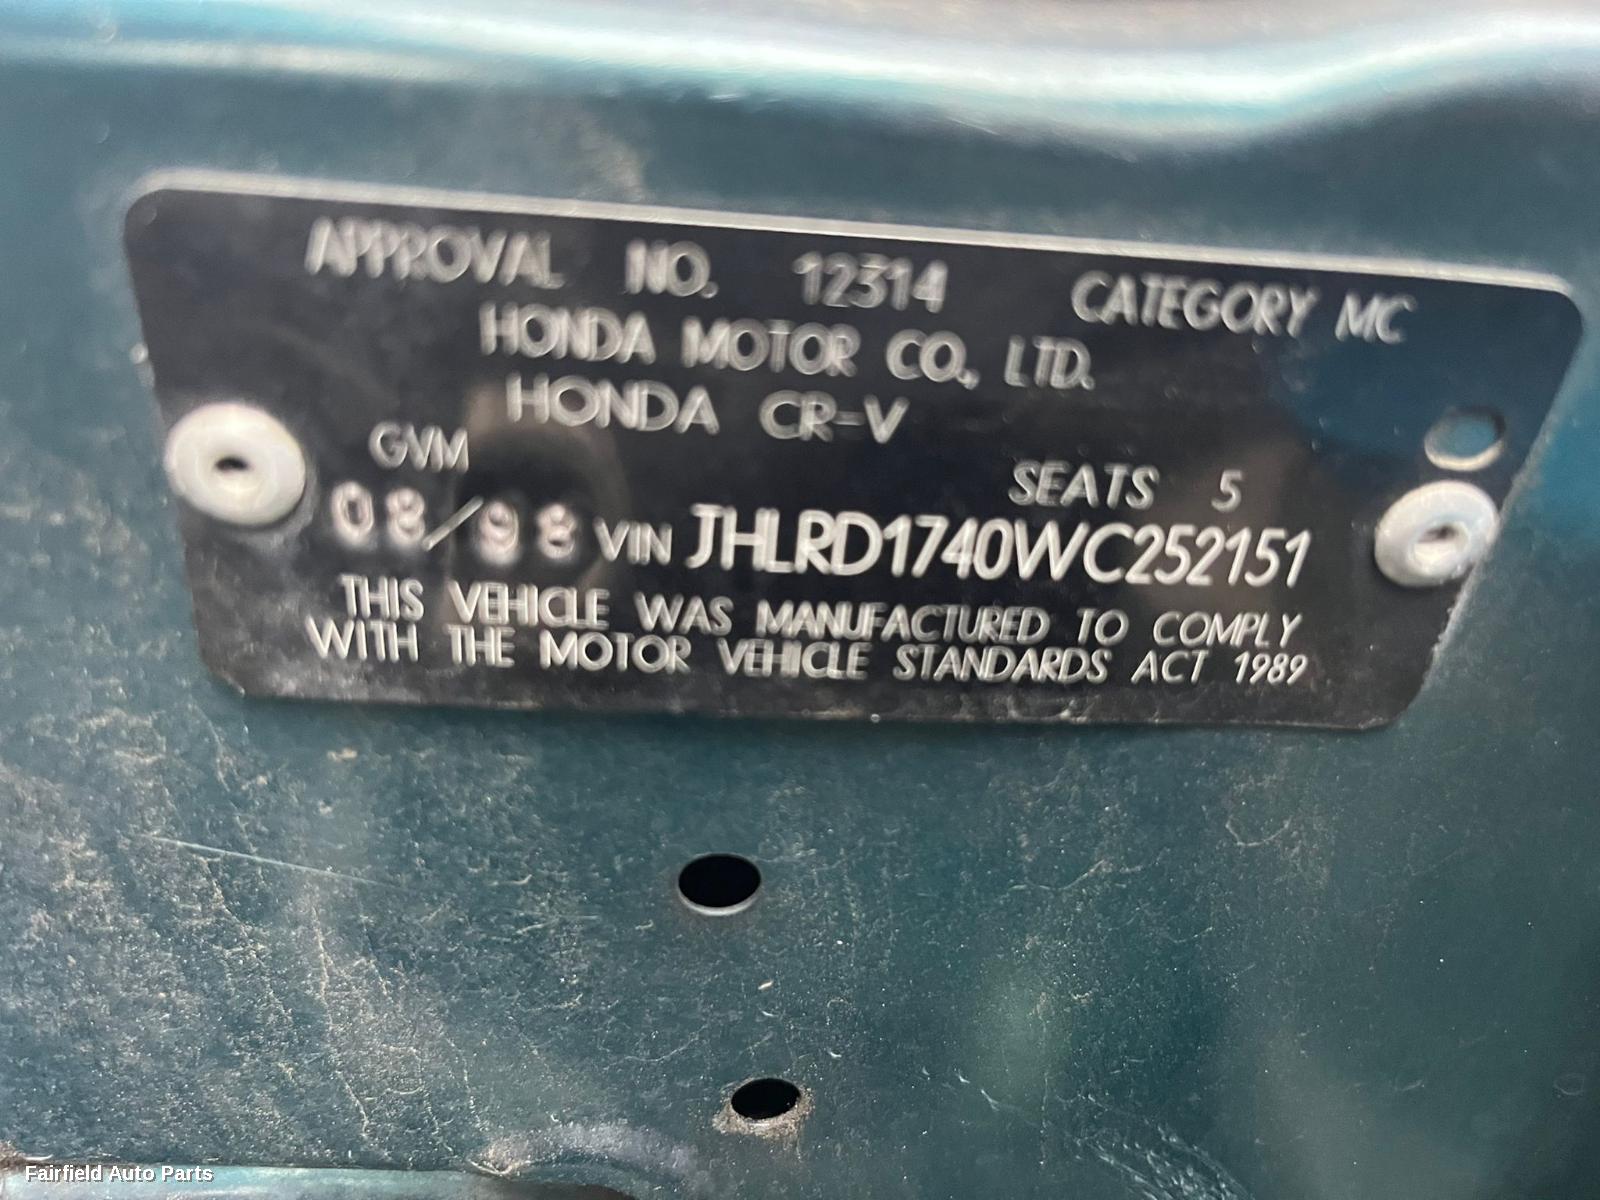 APPROVAL NO. 12314 CATEGORY MC
HONDA MOTOR CO., LTD.
HONDA CR-V
GVM SEATS 5
08/98 VIN JHLRD1740WC252151
THIS VEHICLE WAS MANUFACTURED TO COMPLY
WITH THE MOTOR VEHICLE STANDARDS ACT 1989
Fairfield Auto Parts